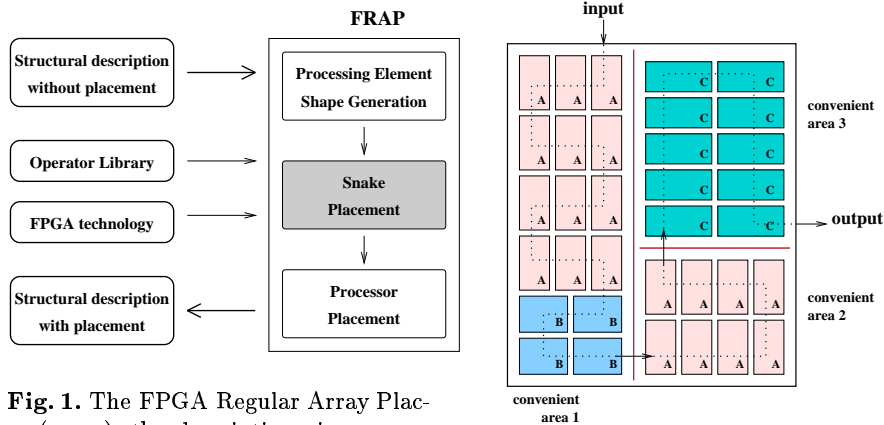 FRAP
Structural description
without placement
Operator Library
FPGA technology
Structural description
with placement
Processing Element
Shape Generation
Snake
Placement
Processor
Placement
Fig. 1. The FPGA Regular Array Plac-
input
A A A
A A A
A A A
A A A
B B
B B
C C
C C
C C
C C
C C
A A A A
A A A A
convenient
area 3
output
convenient
area 2
convenient
area 1